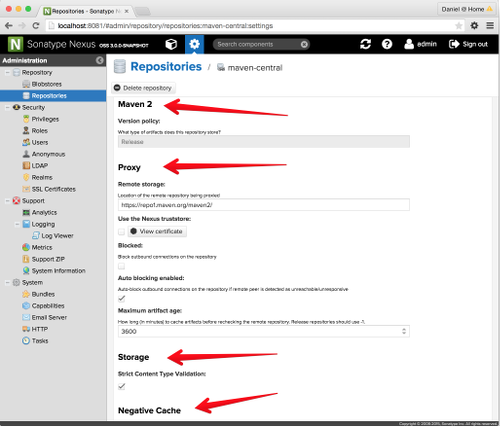 Repositories - Sonatype Ne
Daniel @ Home
localhost:8081/#admin/repository/repositories:maven-central:settings
N Sonatype Nexus OSS 3.0.0-SNAPSHOT
Search components
admin
Sign out
Administration
Repository
Blobstores
Repositories
Security
Privileges
Roles
Users
Anonymous
LDAP
Realms
SSL Certificates
Support
Analytics
Logging
Log Viewer
Metrics
Support ZIP
System Information
System
Bundles
Capabilities
Email Server
HTTP
Tasks
Repositories / maven-central
Delete repository
Maven 2
Version policy:
What type of artifacts does this repository store?
Release
Proxy
Remote storage:
Location of the remote repository being proxied
https://repo1.maven.org/maven2/
Use the Nexus truststore:
View certificate
Blocked:
Block outbound connections on the repository
Auto blocking enabled:
Auto-block outbound connections on the repository if remote peer is detected as unreachable/unresponsive
Maximum artifact age:
How long (in minutes) to cache artifacts before rechecking the remote repository. Release repositories should use -1.
3600
Storage
Strict Content Type Validation:
Negative Cache
Copyright © 2008-2015, Sonatype Inc. All rights reserved.